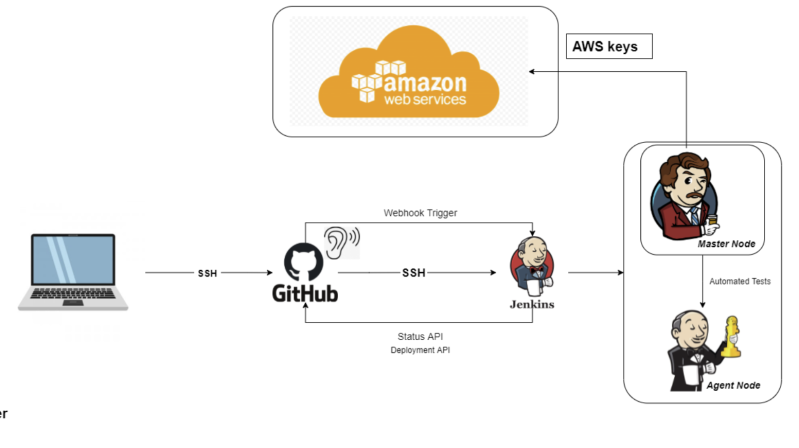 AWS keys
amazon
web services
Master Node
Webhook Trigger
SSH
GitHub
SSH
Jenkins
Automated Tests
Status API
Deployment API
Agent Node
er